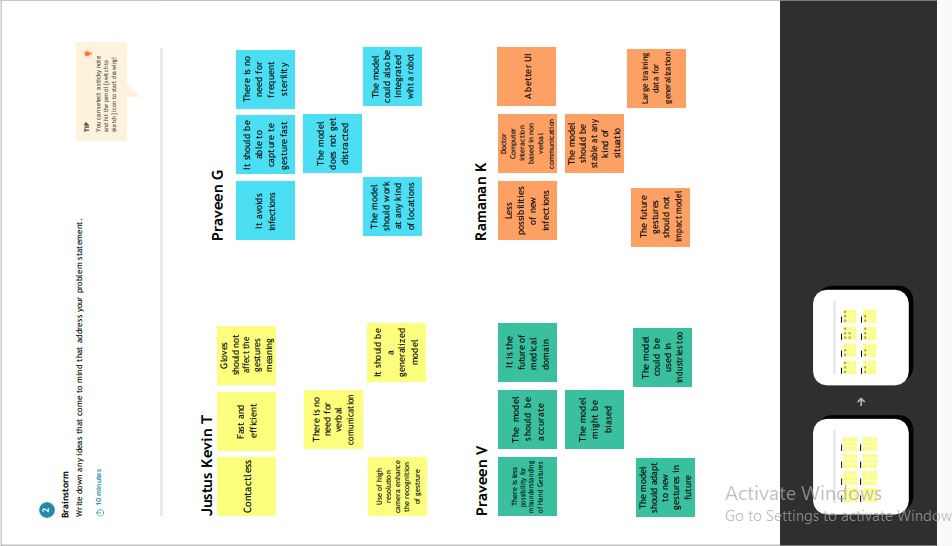 2
Brainstorm
Write down any ideas that come to mind that address your problem statement.
10 minutes
TIP
You can select a sticky note
and hit the pencil [switch to
sketch] icon to start drawing!
Justus Kevin T
Contactless
Fast and
efficient
Gloves
should not
affect the
gestures
meaning
There is no
need for
verbal
comunication
Use of high
resolution
camera enhance
the recognition
of gesture
It should be
a
generalized
model
Praveen G
It avoids
infections
It should be
able to
capture te
gesture fast
There is no
need for
frequent
sterility
The model
does not get
distracted
The model
should work
at any kind
of locations
The model
could also be
integrated
wiht a robot
Praveen V
There is less
possibility for
misunderstanding
of Hand Gestures
The model
should be
accurate
It is the
future of
medical
domain
The model
might be
biased
The model
should adapt
to new
gestures in
future
The model
could be
used in
industries too
Ramanan K
Less
possibilities
of new
infections
Doctor
Computer
interaction
based in non
verbal
communication
A better UI
The model
should be
stable at any
kind of
situatio
The future
gestures
should not
impact model
Large training
data for
generalization
Activate Windows
Go to Settings to activate Window